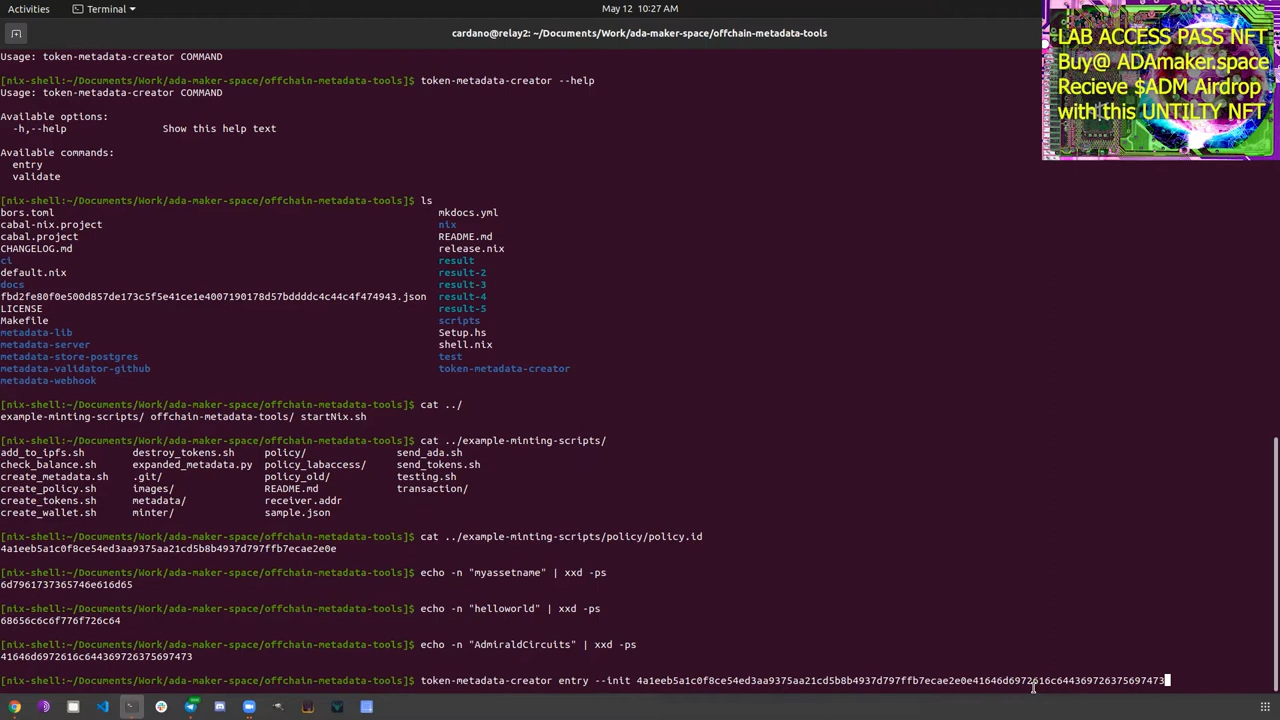 Activities
Terminal
May 12 10:27 AM
cardano@relay2: ~/Documents/Work/ada-maker-space/offchain-metadata-tools
LAB ACCESS PASS NFT
Buy@ ADAmaker.space
Recieve $ADM Airdrop
with this UNTILTY NFT
Usage: token-metadata-creator COMMAND
[nix-shell:~/Documents/Work/ada-maker-space/offchain-metadata-tools]$ token-metadata-creator --help
Usage: token-metadata-creator COMMAND
Available options:
-h,--help Show this help text
Available commands:
entry
validate
[nix-shell:~/Documents/Work/ada-maker-space/offchain-metadata-tools]$ ls
bors.toml mkdocs.yml
cabal-nix.project nix
cabal.project README.md
CHANGELOG.md release.nix
ci result
default.nix result-2
docs result-3
fbd2fe80f0e500d857de173c5f5e41ce1e4007190178d57bddddc4c44c4f474943.json result-4
LICENSE result-5
Makefile scripts
metadata-lib Setup.hs
metadata-server shell.nix
metadata-store-postgres test
metadata-validator-github token-metadata-creator
metadata-webhook
[nix-shell:~/Documents/Work/ada-maker-space/offchain-metadata-tools]$ cat ../
example-minting-scripts/ offchain-metadata-tools/ startNix.sh
[nix-shell:~/Documents/Work/ada-maker-space/offchain-metadata-tools]$ cat ../example-minting-scripts/
add_to_ipfs.sh destroy_tokens.sh policy/ send_ada.sh
check_balance.sh expanded_metadata.py policy_labaccess/ send_tokens.sh
create_metadata.sh .git/ policy_old/ testing.sh
create_policy.sh images/ README.md transaction/
create_tokens.sh metadata/ receiver.addr
create_wallet.sh minter/ sample.json
[nix-shell:~/Documents/Work/ada-maker-space/offchain-metadata-tools]$ cat ../example-minting-scripts/policy/policy.id
4a1eeb5a1c0f8ce54ed3aa9375aa21cd5b8b4937d797ffb7ecae2e0e
[nix-shell:~/Documents/Work/ada-maker-space/offchain-metadata-tools]$ echo -n "myassetname" | xxd -ps
6d7961737365746e616d65
[nix-shell:~/Documents/Work/ada-maker-space/offchain-metadata-tools]$ echo -n "helloworld" | xxd -ps
68656c6c6f776f726c64
[nix-shell:~/Documents/Work/ada-maker-space/offchain-metadata-tools]$ echo -n "AdmiraldCircuits" | xxd -ps
41646d6972616c644369726375697473
[nix-shell:~/Documents/Work/ada-maker-space/offchain-metadata-tools]$ token-metadata-creator entry --init 4a1eeb5a1c0f8ce54ed3aa9375aa21cd5b8b4937d797ffb7ecae2e0e41646d6972616c644369726375697473